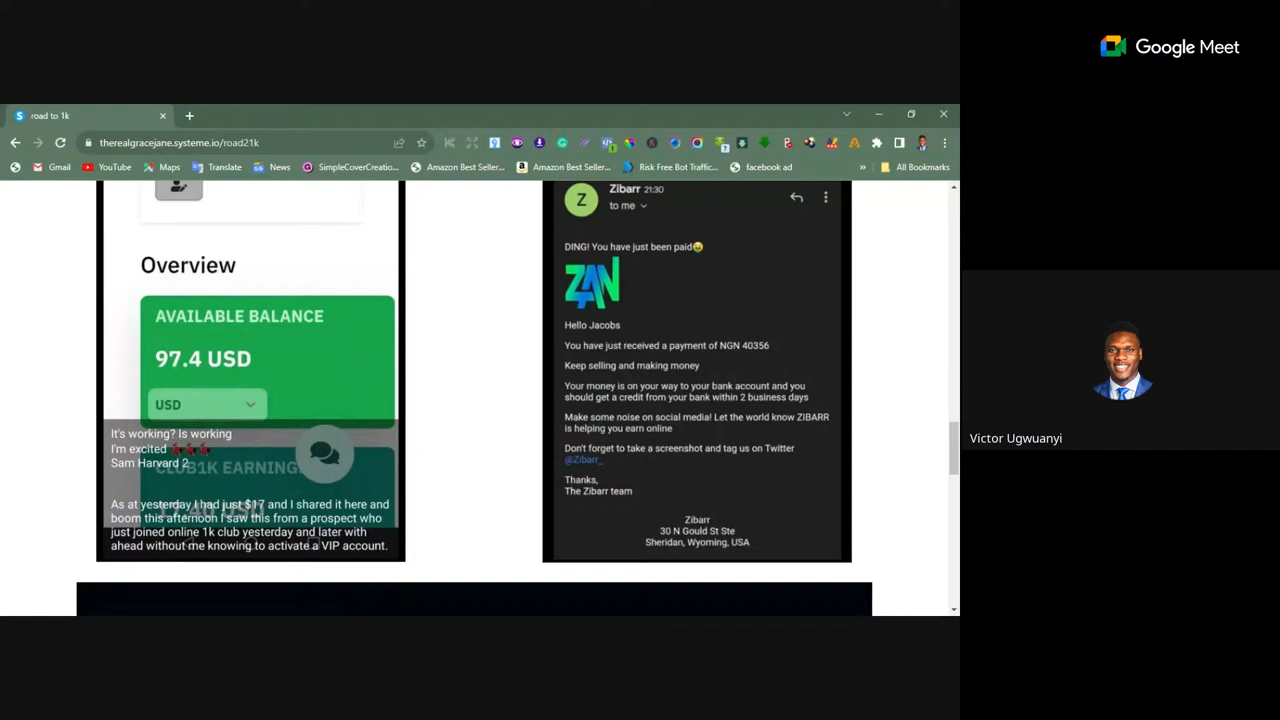 Google Meet
road to 1k
therealgracejane.systeme.io/road21k
Gmail
YouTube
Maps
Translate
News
SimpleCoverCreatio...
Amazon Best Seller...
Amazon Best Seller...
Risk Free Bot Traffic...
facebook ad
All Bookmarks
Overview
AVAILABLE BALANCE
97.4 USD
USD
It's working? Is working
I'm excited
Sam Harvard 2
CLUB1K EARNING
As at yesterday I had just $17 and I shared it here and
boom this afternoon I saw this from a prospect who
just joined online 1k club yesterday and later with
ahead without me knowing to activate a VIP account.
Z
Zibarr 21:30
to me
DING! You have just been paid
ZAN
Hello Jacobs
You have just received a payment of NGN 40356
Keep selling and making money
Your money is on your way to your bank account and you
should get a credit from your bank within 2 business days
Make some noise on social media! Let the world know ZIBARR
is helping you earn online
Don't forget to take a screenshot and tag us on Twitter
@Zibarr_
Thanks,
The Zibarr team
Zibarr
30 N Gould St Ste
Sheridan, Wyoming, USA
Victor Ugwuanyi